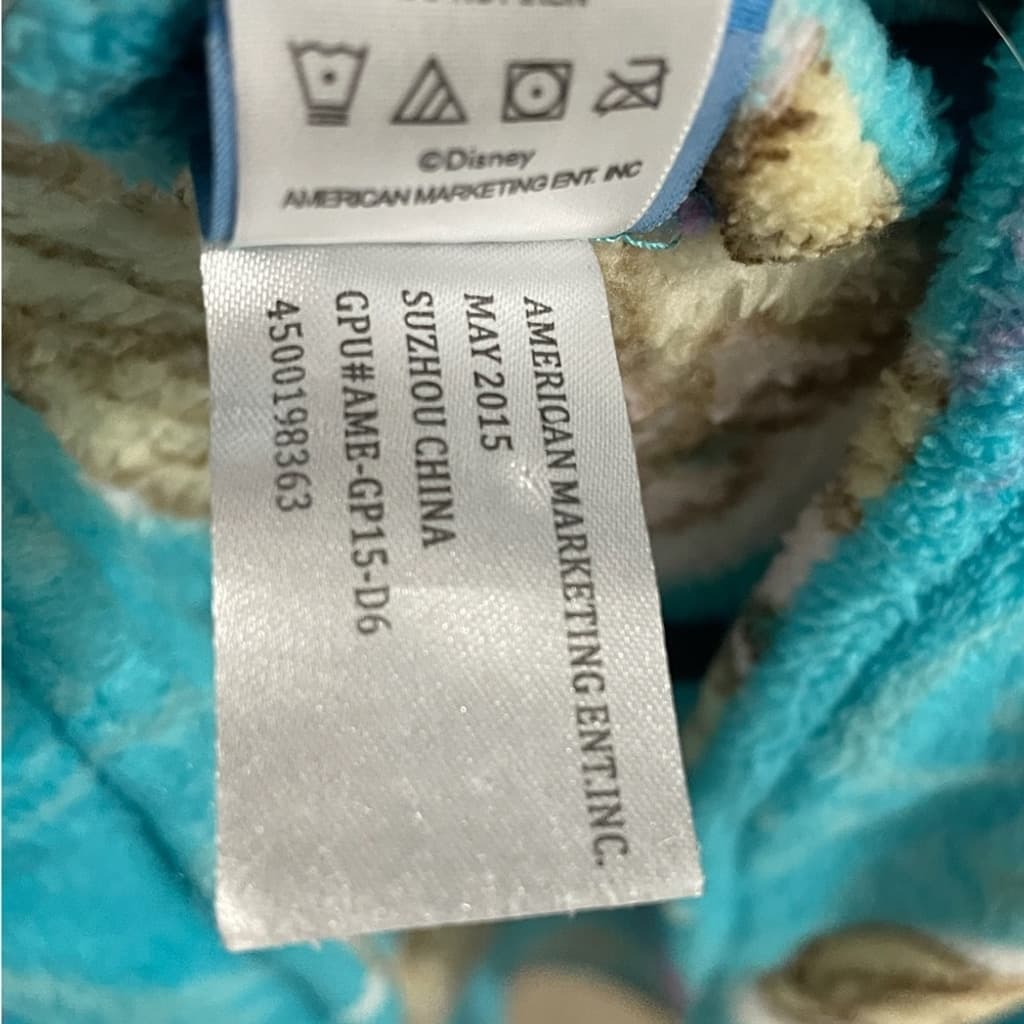 ©Disney
AMERICAN MARKETING ENT. INC
AMERICAN MARKETING ENT.INC.
MAY 2015
SUZHOU CHINA
GPU#AME-GP15-D6
4500198363